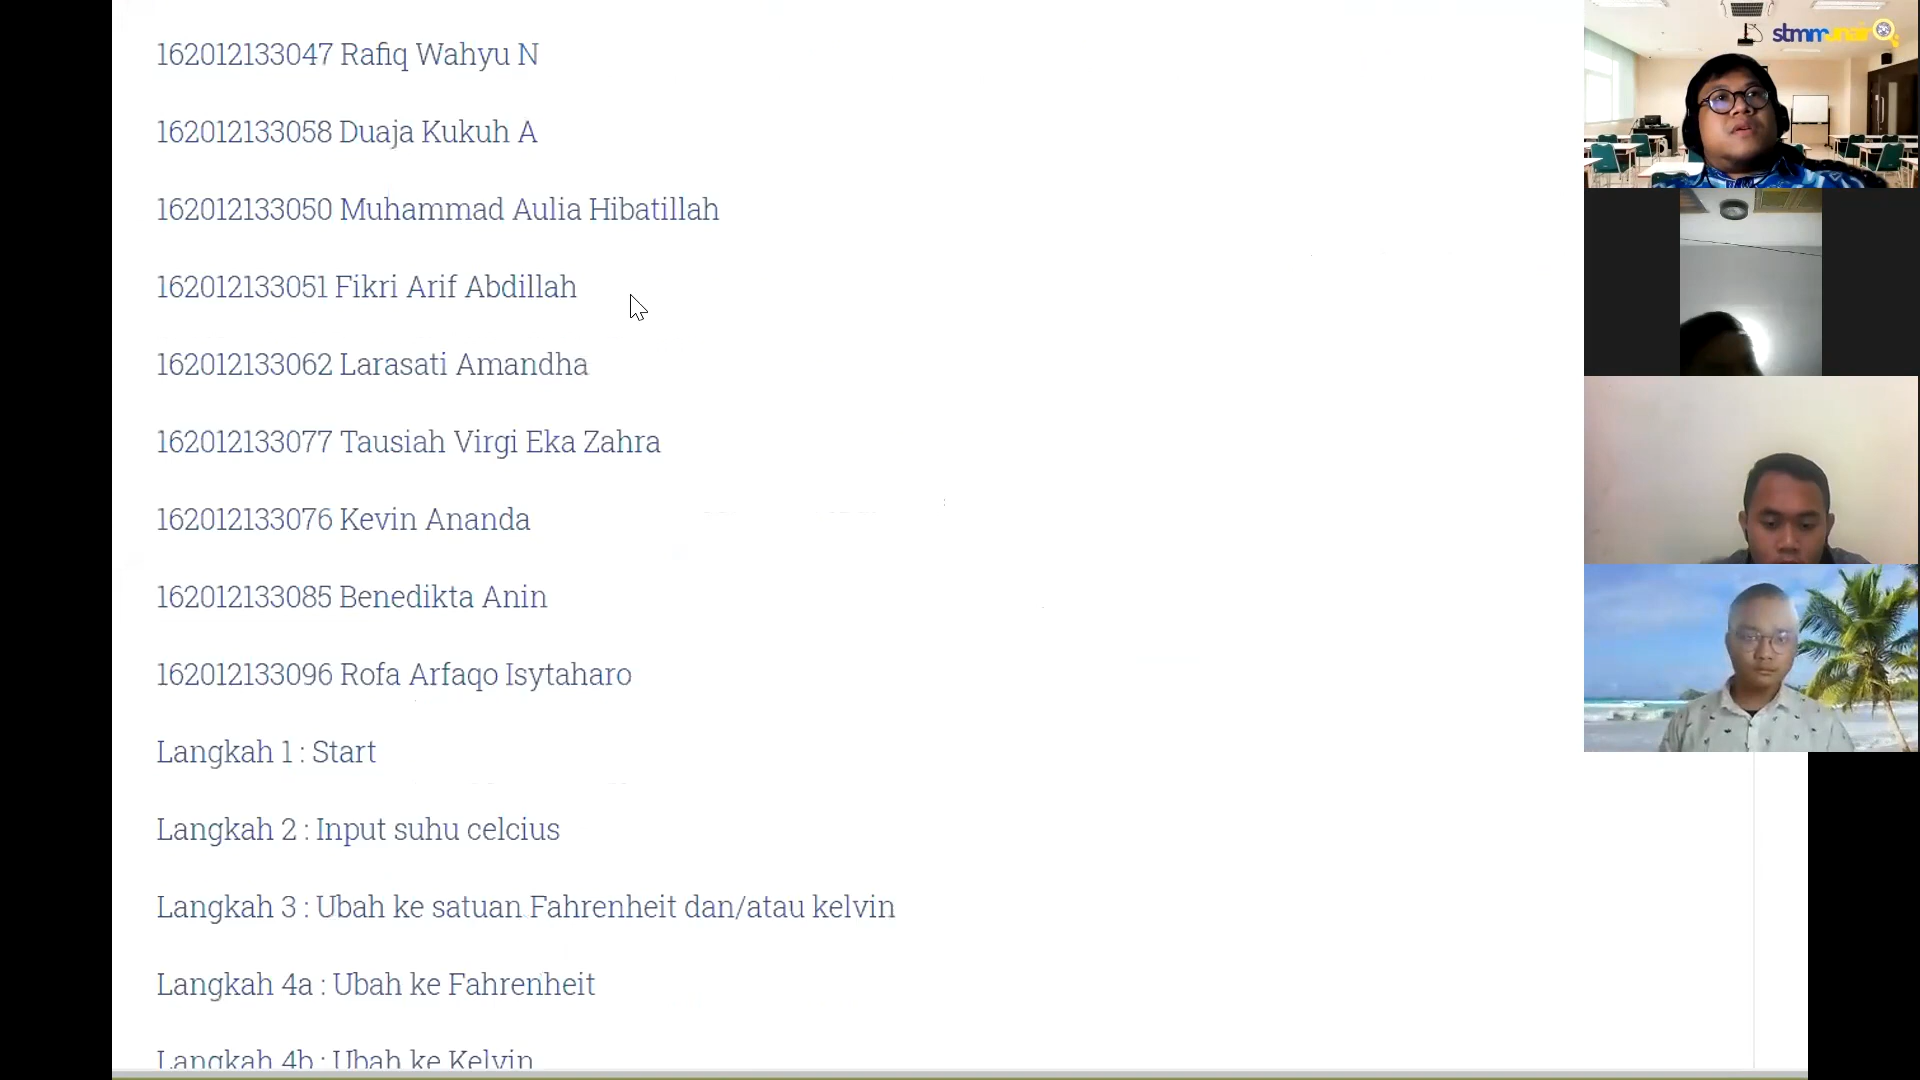 162012133047 Rafiq Wahyu N
162012133058 Duaja Kukuh A
162012133050 Muhammad Aulia Hibatillah
162012133051 Fikri Arif Abdillah
162012133062 Larasati Amandha
162012133077 Tausiah Virgi Eka Zahra
162012133076 Kevin Ananda
162012133085 Benedikta Anin
162012133096 Rofa Arfaqo Isytaharo
Langkah 1 : Start
Langkah 2 : Input suhu celcius
Langkah 3 : Ubah ke satuan Fahrenheit dan/atau kelvin
Langkah 4a : Ubah ke Fahrenheit
Langkah 4b : Ubah ke Kelvin
stmmunair